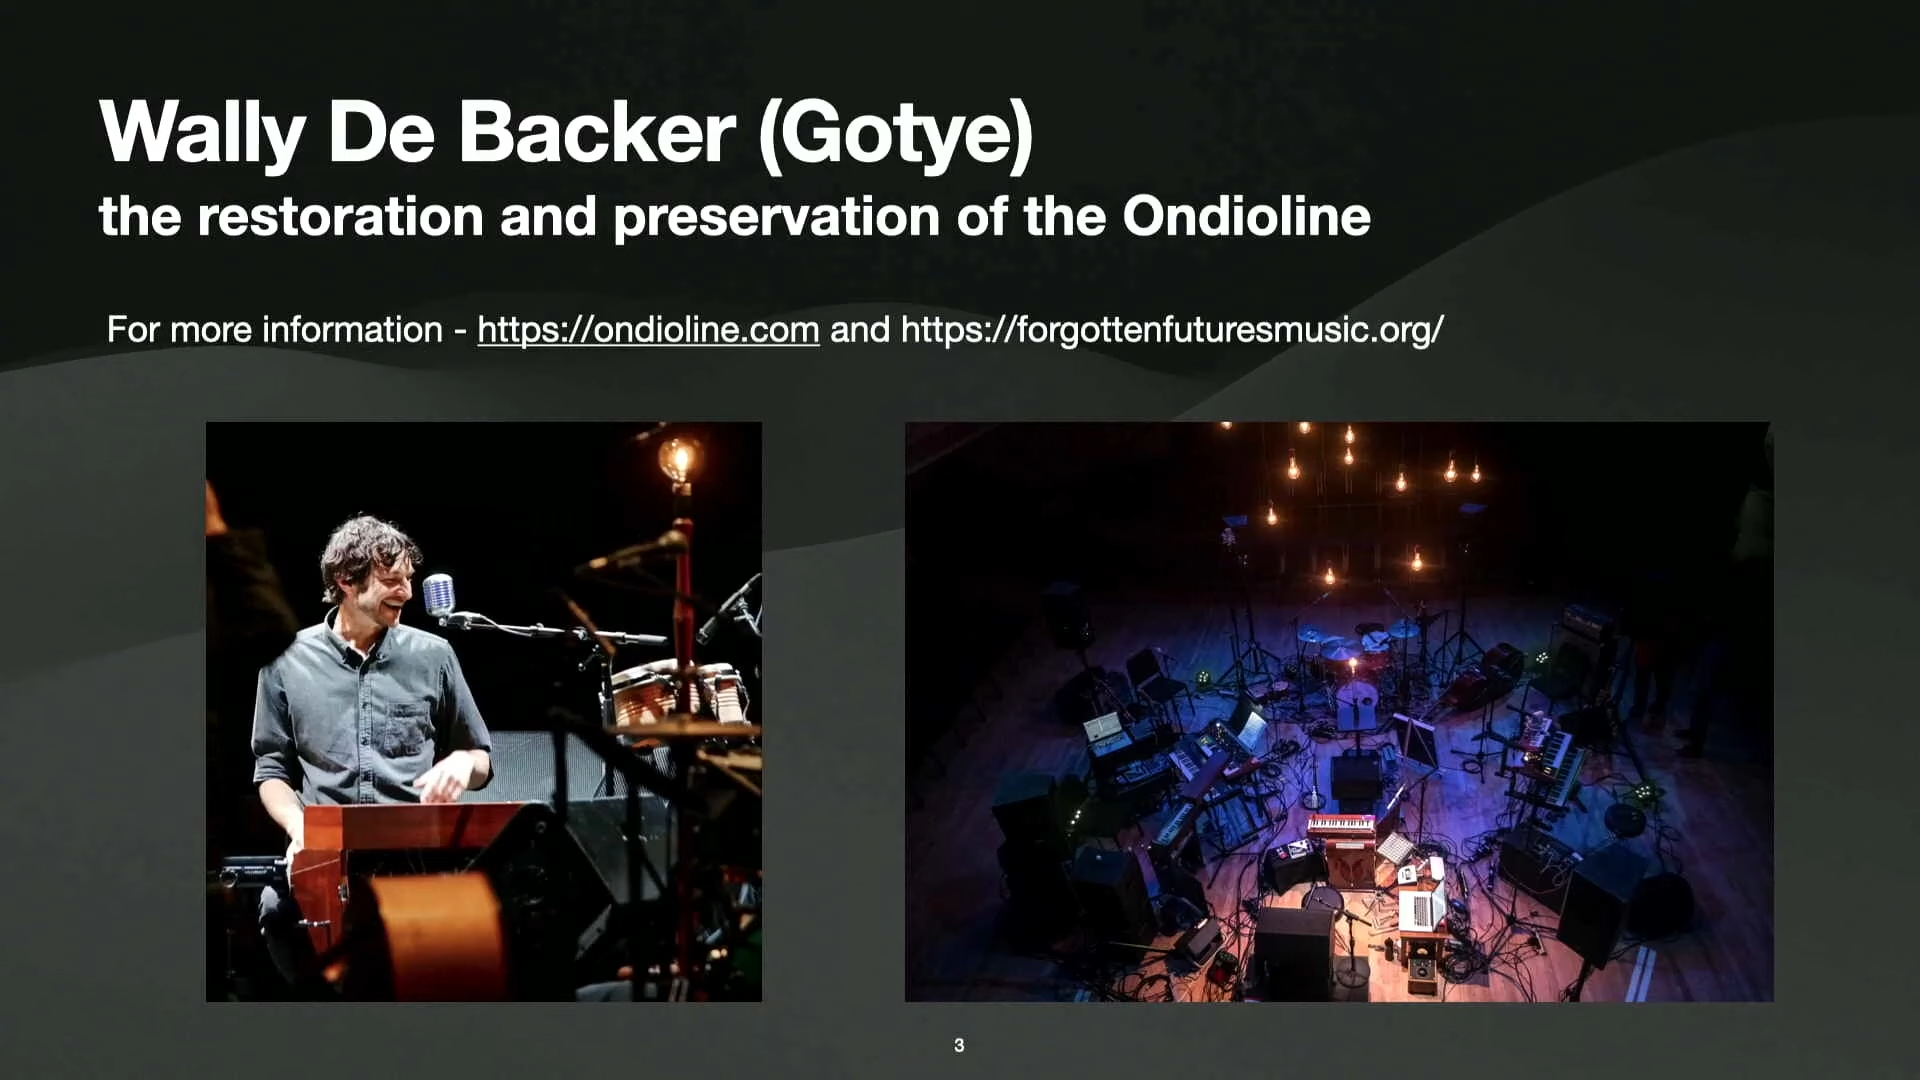 Wally De Backer (Gotye)
the restoration and preservation of the Ondioline
For more information - https://ondioline.com and https://forgottenfuturesmusic.org/
3